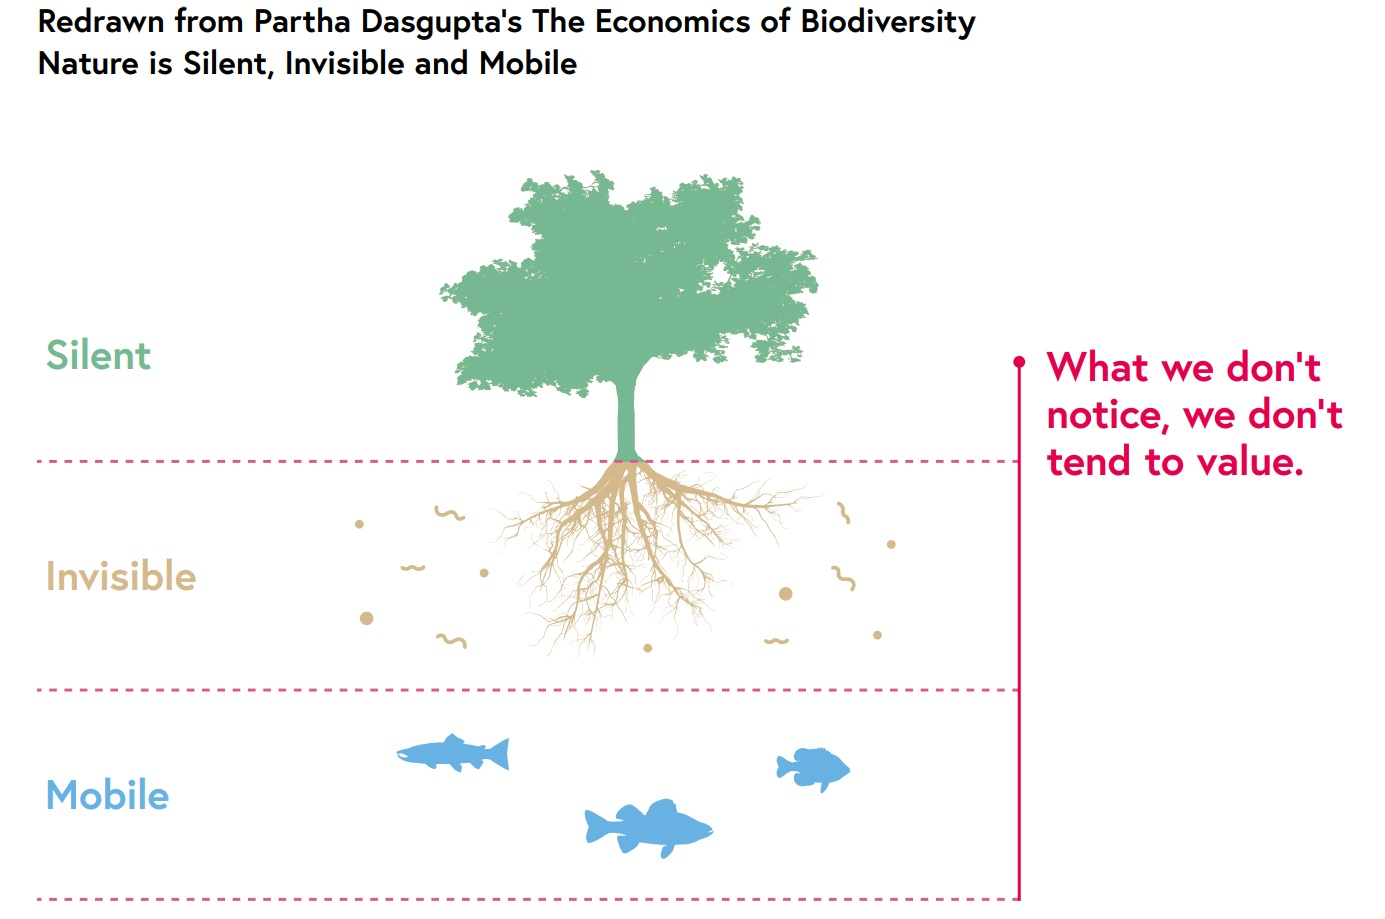 Redrawn from Partha Dasgupta's The Economics of Biodiversity
Nature is Silent, Invisible and Mobile
Silent
What we don't
notice, we don't
tend to value.
Invisible
Mobile